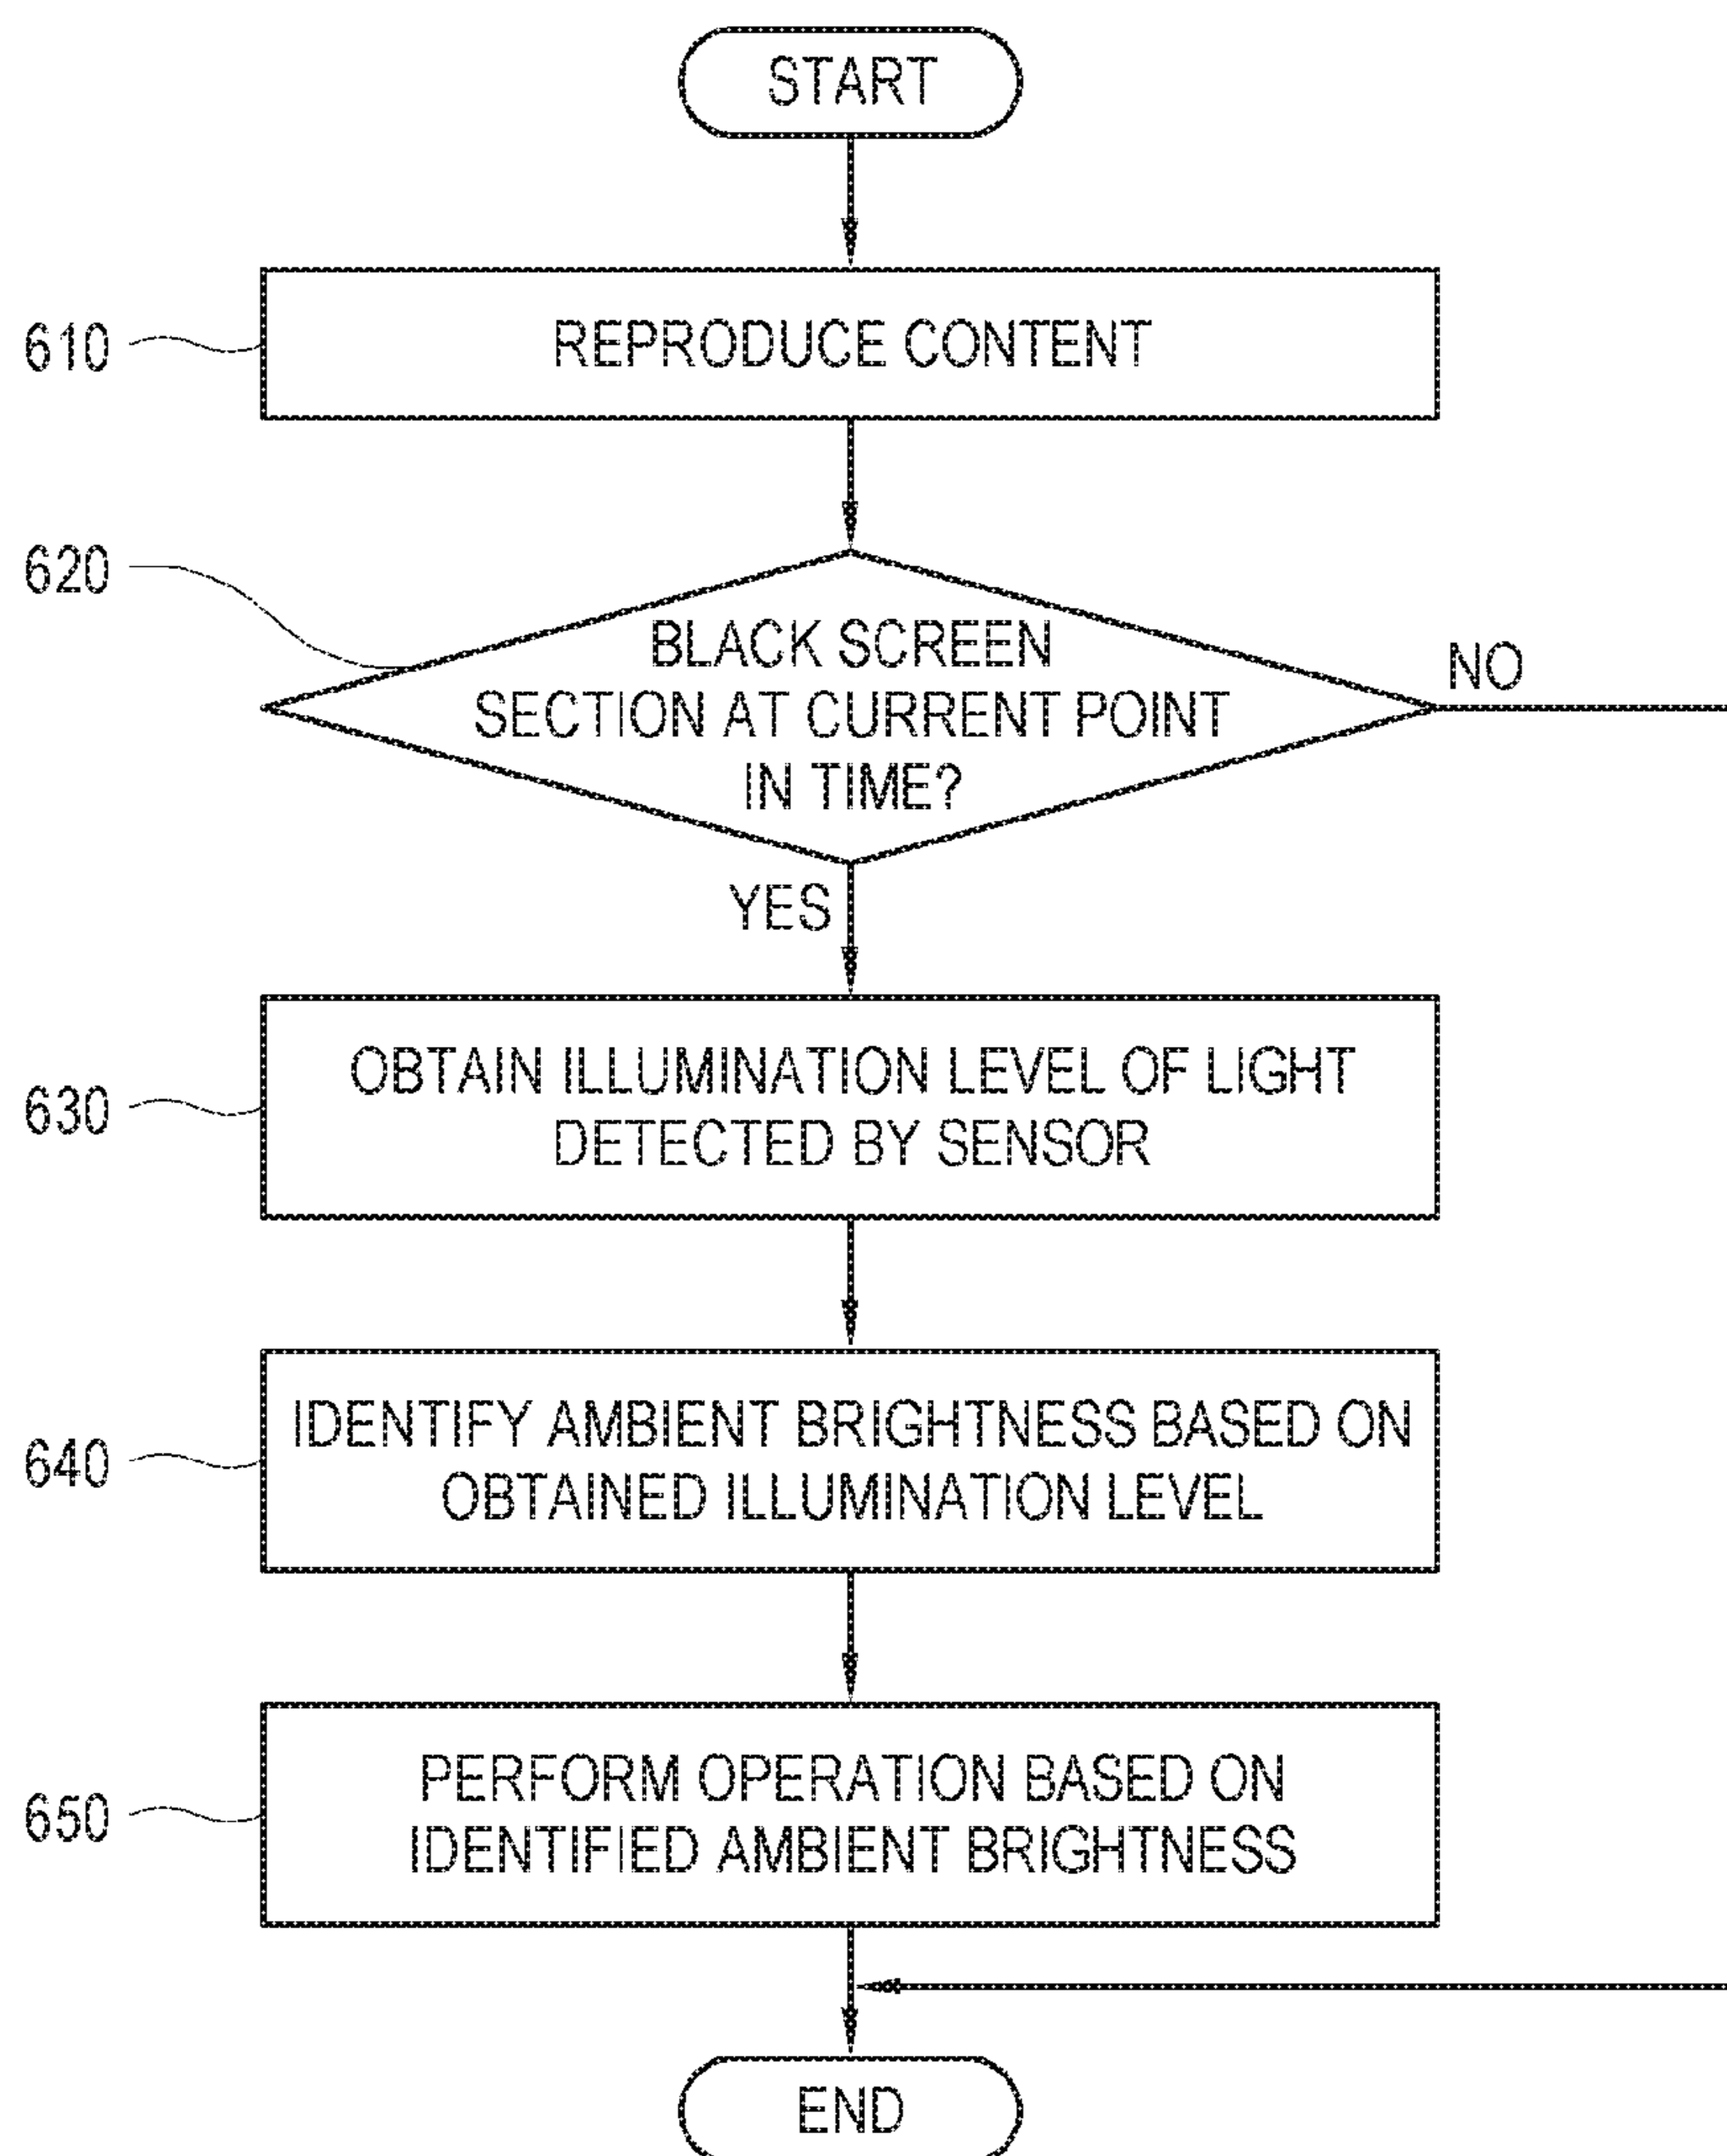 START
610
REPRODUCE CONTENT
620
BLACK SCREEN
SECTION AT CURRENT POINT
IN TIME?
NO
YES
630
OBTAIN ILLUMINATION LEVEL OF LIGHT
DETECTED BY SENSOR
640
IDENTIFY AMBIENT BRIGHTNESS BASED ON
OBTAINED ILLUMINATION LEVEL
650
PERFORM OPERATION BASED ON
IDENTIFIED AMBIENT BRIGHTNESS
END